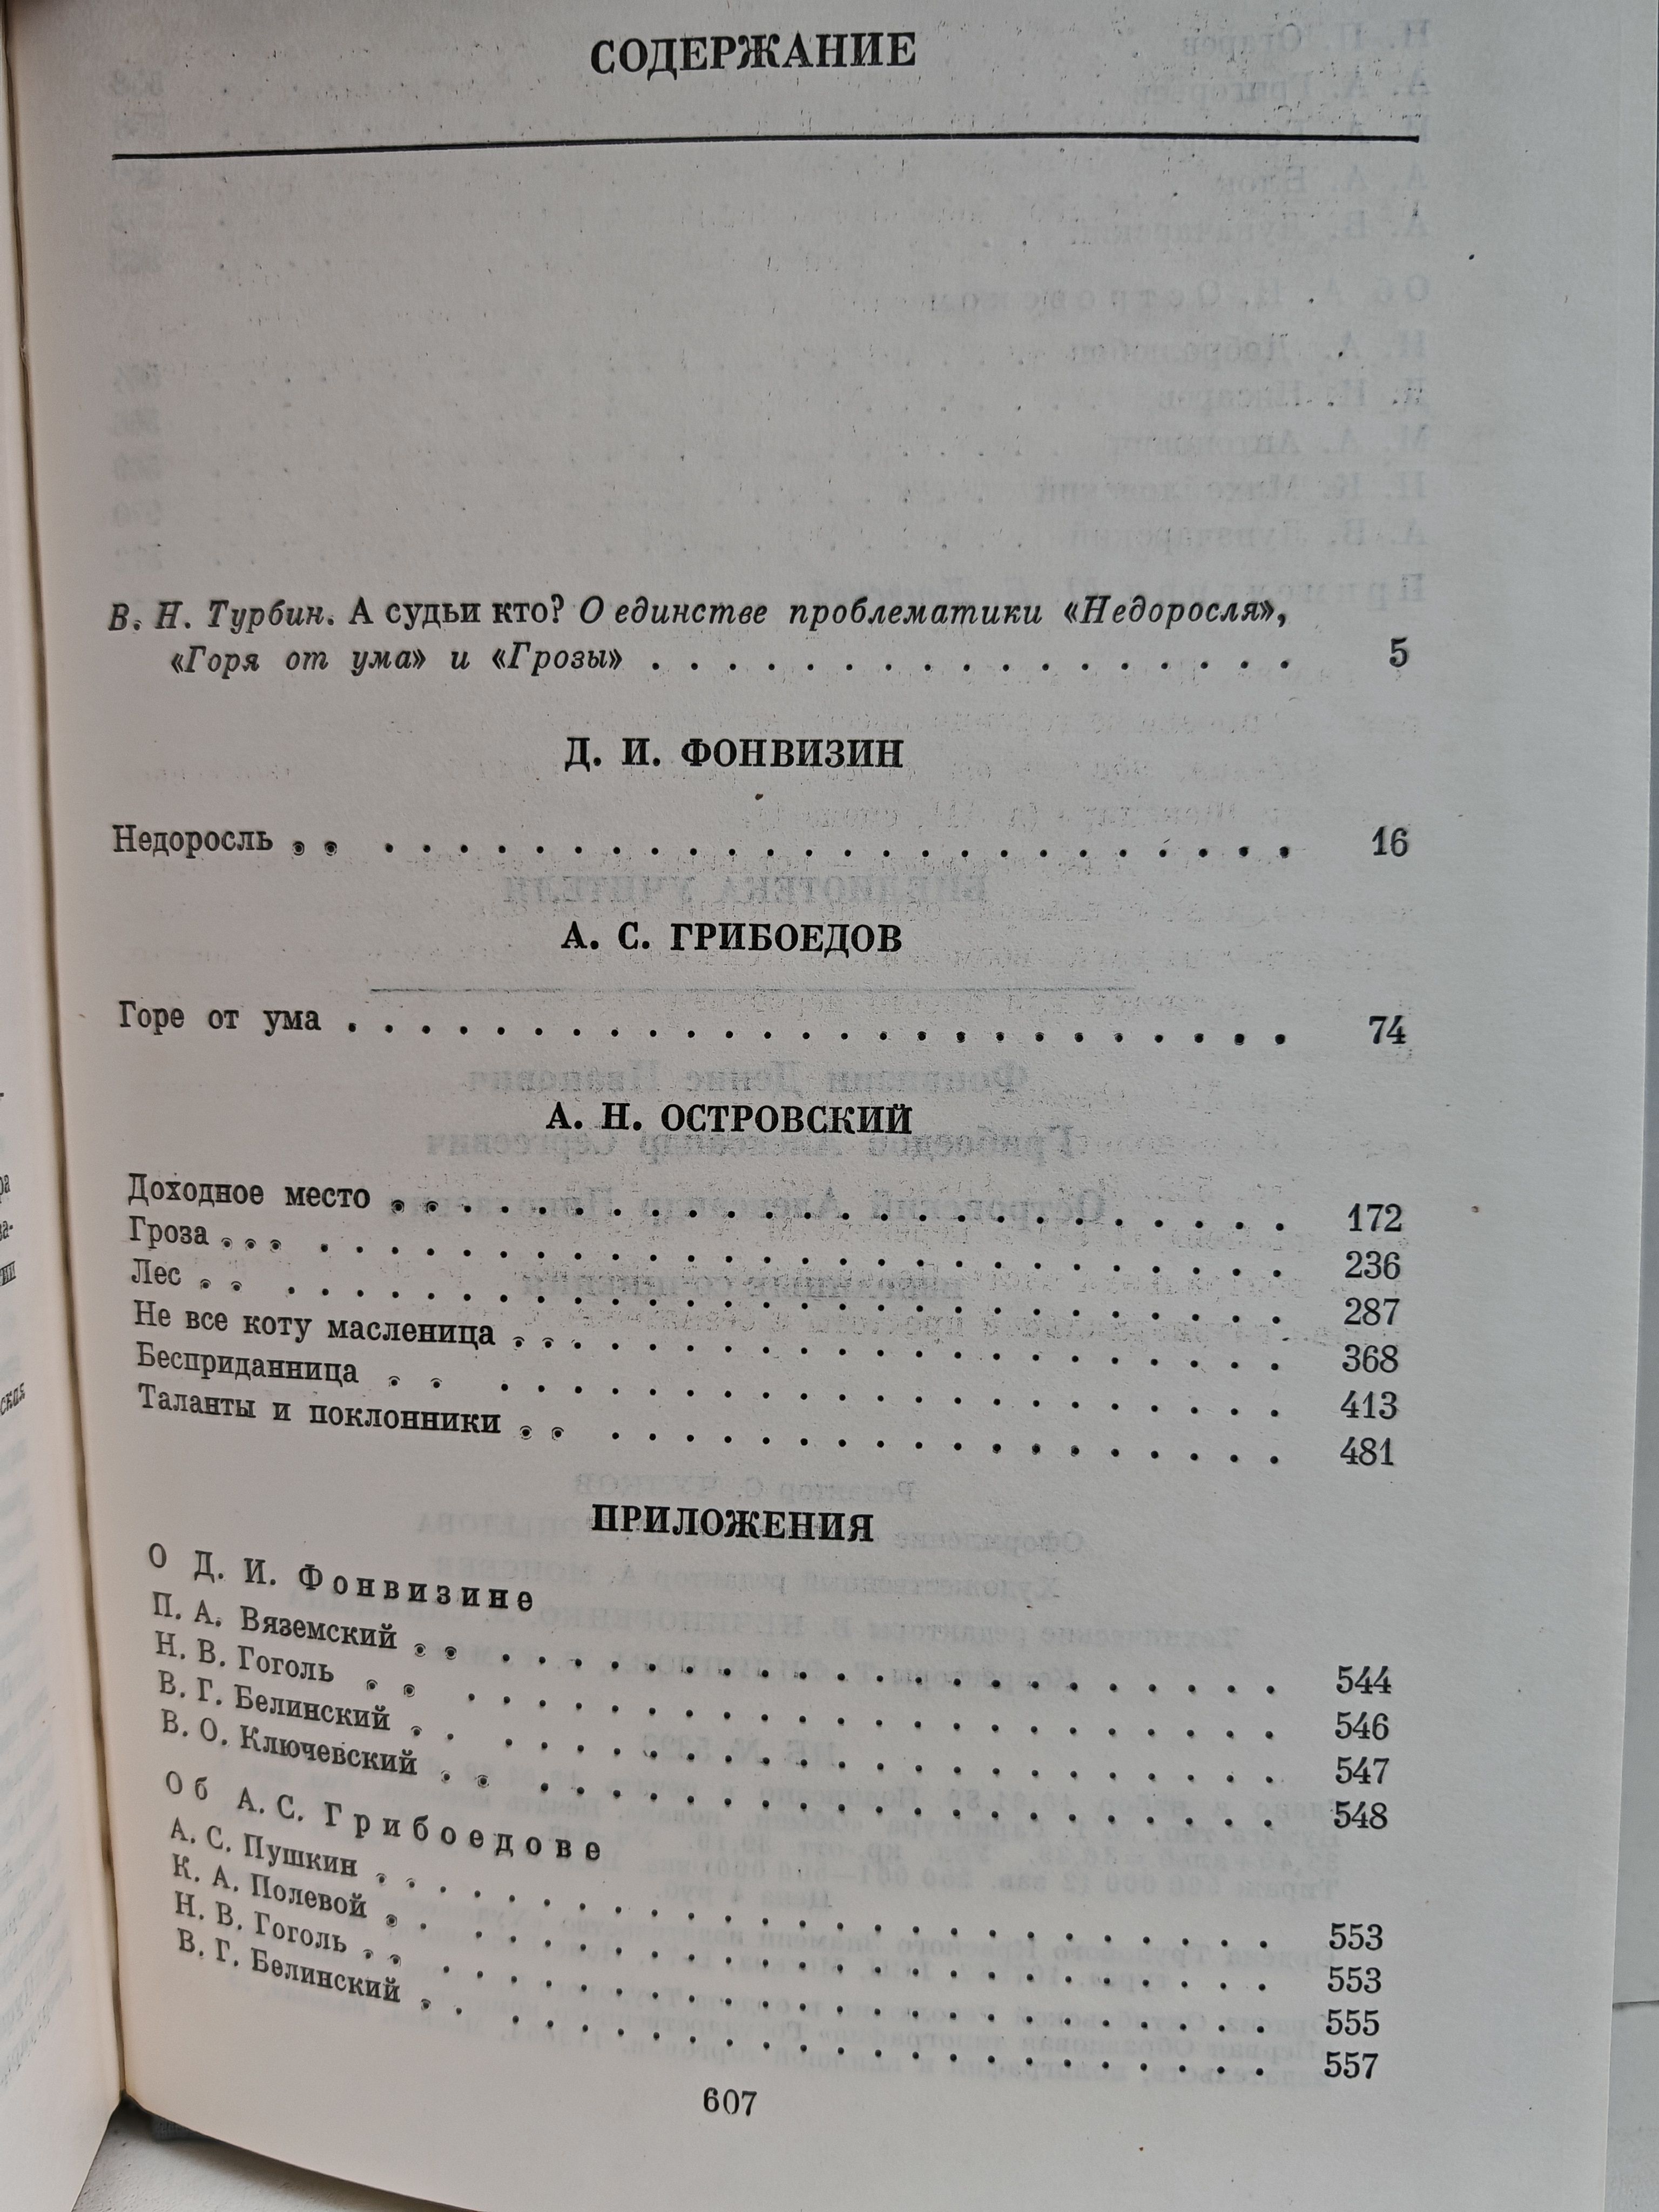 СОДЕРЖАНИЕ
В. Н. Турбин. А судьи кто? О единстве проблематики «Недоросля»,
«Горя от ума» и «Грозы» . . . . . . . . . . . . . . . . . 5
Д. И. ФОНВИЗИН
Недоросль . . . . . . . . . . . . . . . . . . . . . . . . . . 16
А. С. ГРИБОЕДОВ
Горе от ума . . . . . . . . . . . . . . . . . . . . . . . . . 74
А. Н. ОСТРОВСКИЙ
Доходное место . . . . . . . . . . . . . . . . . . . . . . . 172
Гроза . . . . . . . . . . . . . . . . . . . . . . . . . . . . 236
Лес . . . . . . . . . . . . . . . . . . . . . . . . . . . . . 287
Не все коту масленица . . . . . . . . . . . . . . . . . . . . 368
Бесприданница . . . . . . . . . . . . . . . . . . . . . . . . 413
Таланты и поклонники . . . . . . . . . . . . . . . . . . . . 481
ПРИЛОЖЕНИЯ
О Д. И. Фонвизине
П. А. Вяземский . . . . . . . . . . . . . . . . . . . . . . . 544
Н. В. Гоголь . . . . . . . . . . . . . . . . . . . . . . . . 546
В. Г. Белинский . . . . . . . . . . . . . . . . . . . . . . . 547
В. О. Ключевский . . . . . . . . . . . . . . . . . . . . . . 548
Об А. С. Грибоедове
А. С. Пушкин . . . . . . . . . . . . . . . . . . . . . . . . 553
К. А. Полевой . . . . . . . . . . . . . . . . . . . . . . . . 553
Н. В. Гоголь . . . . . . . . . . . . . . . . . . . . . . . . 555
В. Г. Белинский . . . . . . . . . . . . . . . . . . . . . . . 557
607